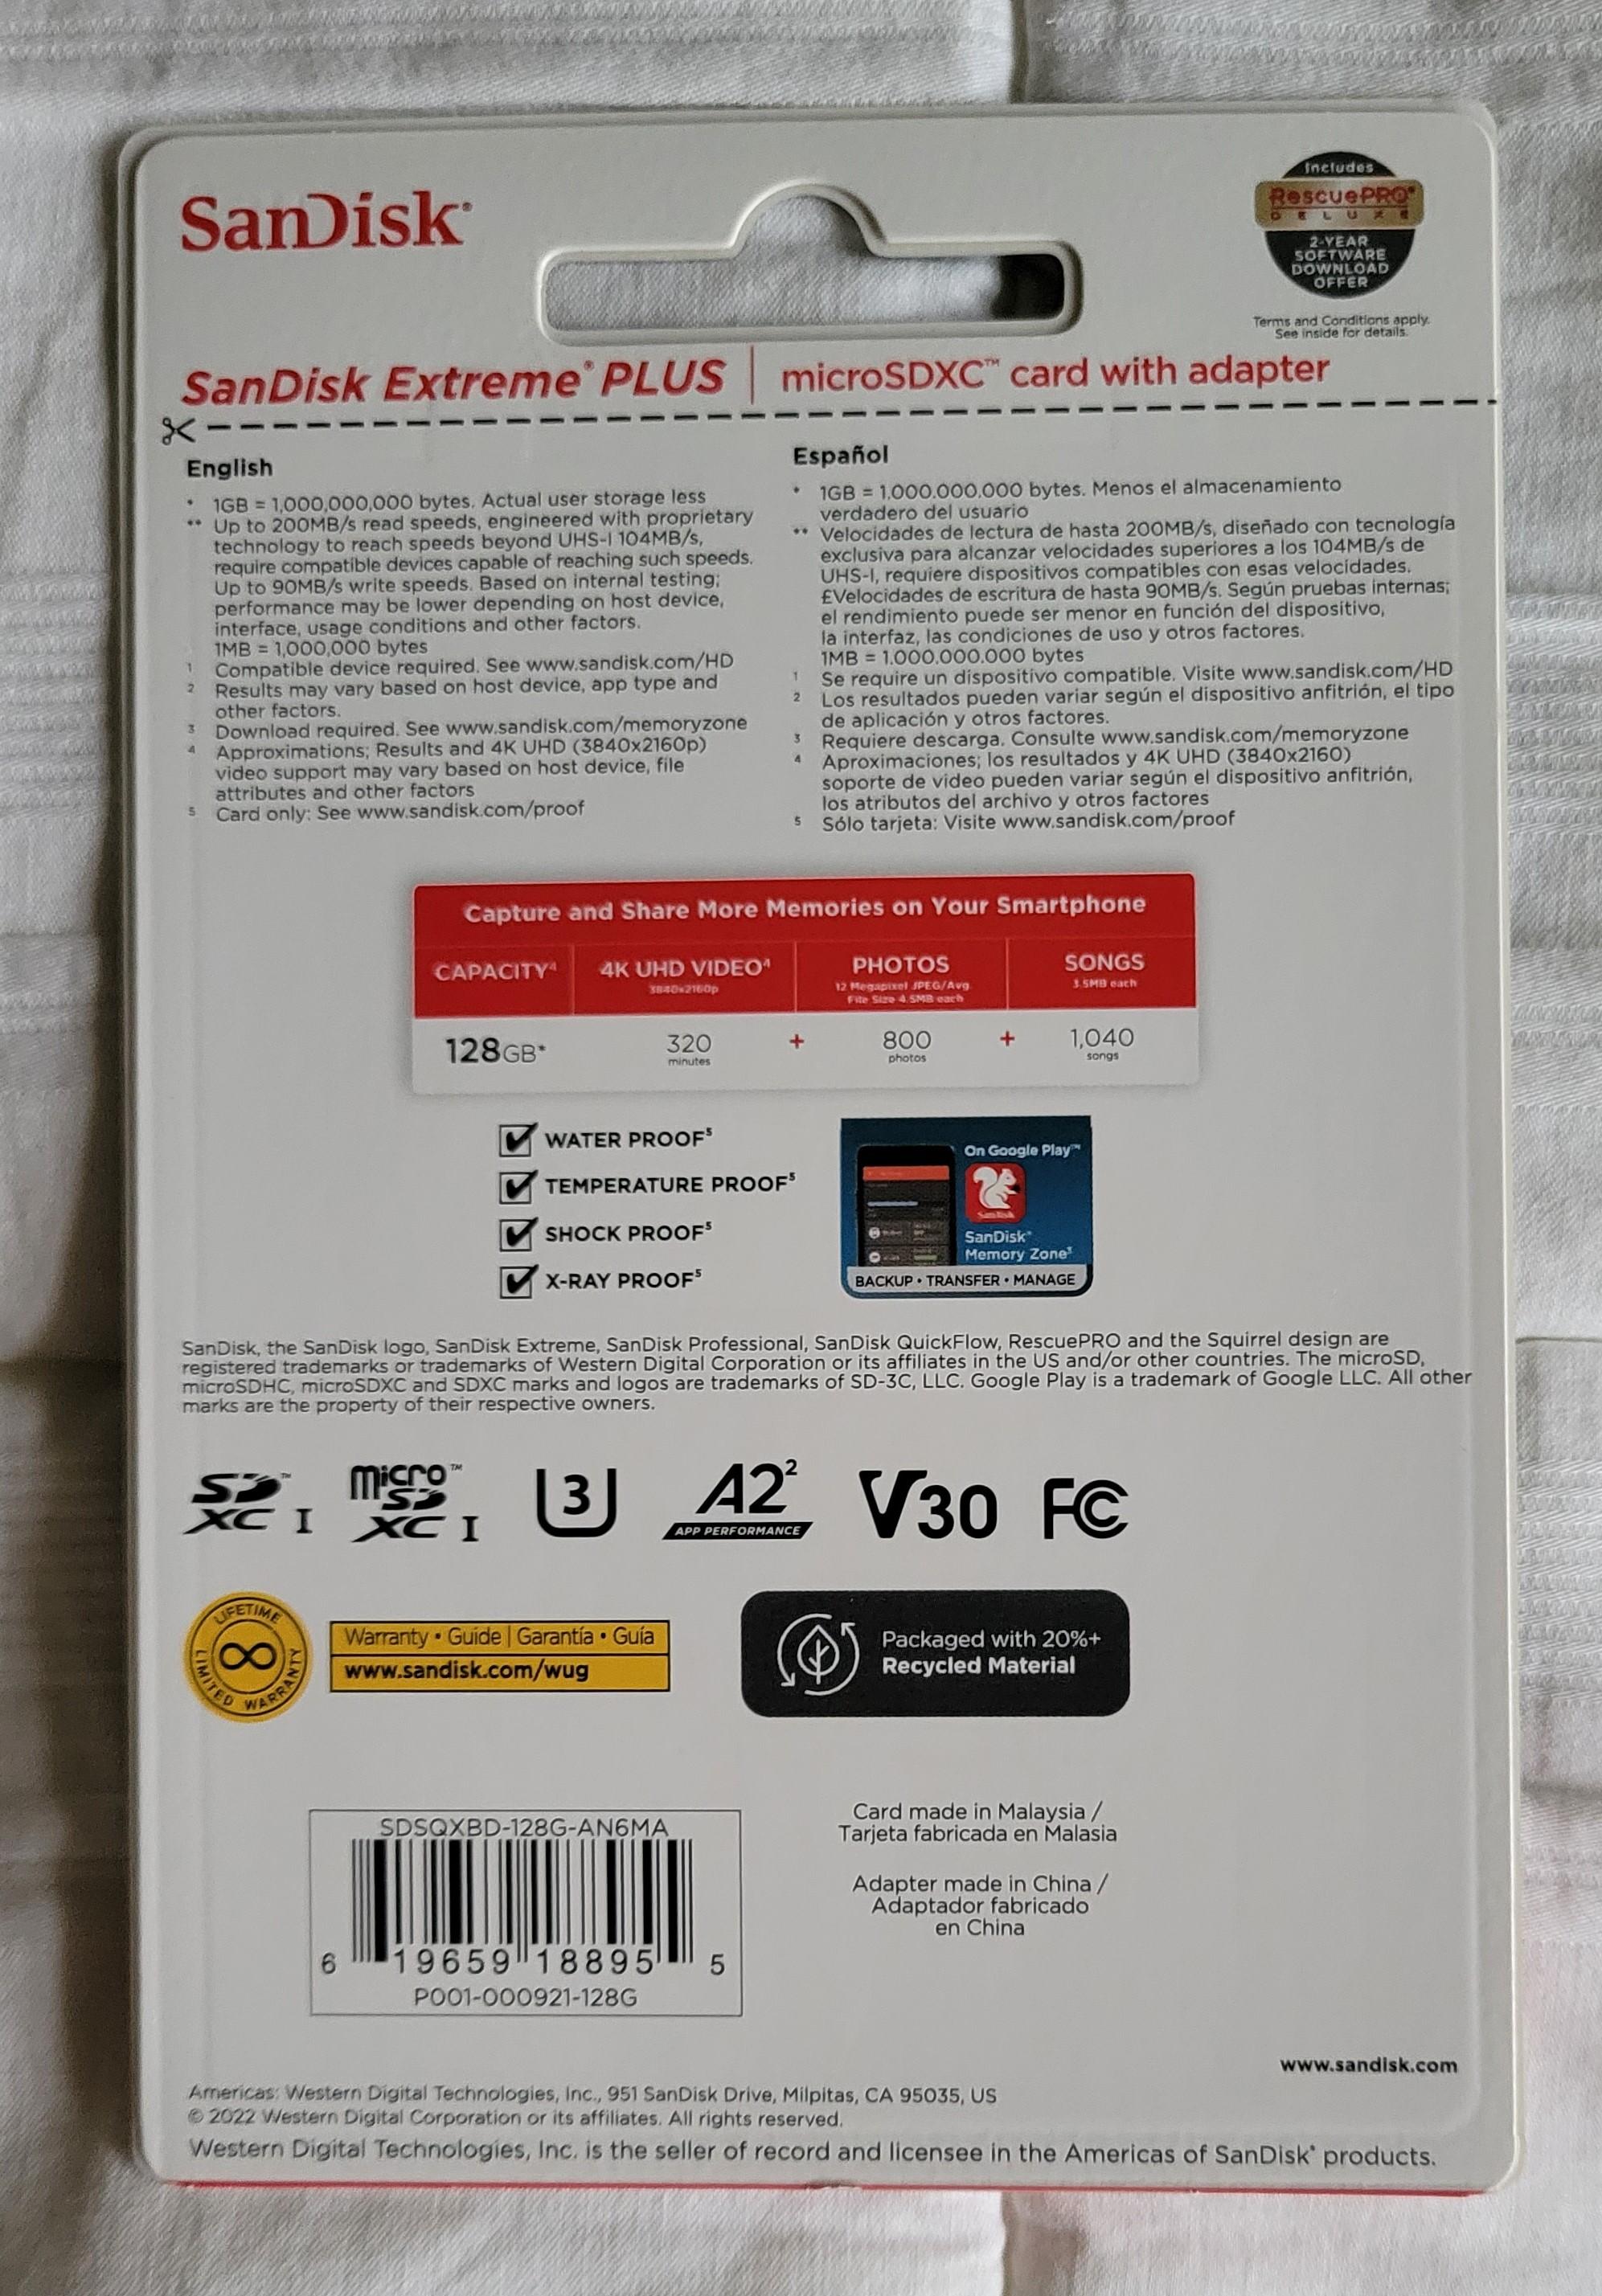 SanDisk®
Includes
RescuePRO®
DELUXE
2-YEAR
SOFTWARE
DOWNLOAD
OFFER
Terms and Conditions apply.
See inside for details.
SanDisk Extreme® PLUS | microSDXC™ card with adapter
English
* 1GB = 1,000,000,000 bytes. Actual user storage less
** Up to 200MB/s read speeds, engineered with proprietary
technology to reach speeds beyond UHS-I 104MB/s,
require compatible devices capable of reaching such speeds.
Up to 90MB/s write speeds. Based on internal testing;
performance may be lower depending on host device,
interface, usage conditions and other factors.
1MB = 1,000,000 bytes
1 Compatible device required. See www.sandisk.com/HD
2 Results may vary based on host device, app type and
other factors.
3 Download required. See www.sandisk.com/memoryzone
4 Approximations; Results and 4K UHD (3840x2160p)
video support may vary based on host device, file
attributes and other factors
5 Card only: See www.sandisk.com/proof
Español
* 1GB = 1.000.000.000 bytes. Menos el almacenamiento
verdadero del usuario
** Velocidades de lectura de hasta 200MB/s, diseñado con tecnología
exclusiva para alcanzar velocidades superiores a los 104MB/s de
UHS-I, requiere dispositivos compatibles con esas velocidades.
£Velocidades de escritura de hasta 90MB/s. Según pruebas internas;
el rendimiento puede ser menor en función del dispositivo,
la interfaz, las condiciones de uso y otros factores.
1MB = 1.000.000.000 bytes
1 Se require un dispositivo compatible. Visite www.sandisk.com/HD
2 Los resultados pueden variar según el dispositivo anfitrión, el tipo
de aplicación y otros factores.
3 Requiere descarga. Consulte www.sandisk.com/memoryzone
4 Aproximaciones; los resultados y 4K UHD (3840x2160)
soporte de video pueden variar según el dispositivo anfitrión,
los atributos del archivo y otros factores
5 Sólo tarjeta: Visite www.sandisk.com/proof
Capture and Share More Memories on Your Smartphone
CAPACITY4 4K UHD VIDEO4 PHOTOS SONGS
3840x2160p 12 Megapixel JPEG/Avg. 3.5MB each
File Size 4.5MB each
128GB* 320 + 800 + 1,040
minutes photos songs
WATER PROOF5
TEMPERATURE PROOF5
SHOCK PROOF5
X-RAY PROOF5
On Google Play™
SanDisk
SanDisk®
Memory Zone3
BACKUP • TRANSFER • MANAGE
SanDisk, the SanDisk logo, SanDisk Extreme, SanDisk Professional, SanDisk QuickFlow, RescuePRO and the Squirrel design are
registered trademarks or trademarks of Western Digital Corporation or its affiliates in the US and/or other countries. The microSD,
microSDHC, microSDXC and SDXC marks and logos are trademarks of SD-3C, LLC. Google Play is a trademark of Google LLC. All other
marks are the property of their respective owners.
SD™ XC I micro™ SD XC I 3 A2² V30 FC
APP PERFORMANCE
LIFETIME
LIMITED WARRANTY
Warranty • Guide | Garantía • Guía
www.sandisk.com/wug
Packaged with 20%+
Recycled Material
SDSQXBD-128G-AN6MA
6 19659 18895 5
P001-000921-128G
Card made in Malaysia /
Tarjeta fabricada en Malasia
Adapter made in China /
Adaptador fabricado
en China
www.sandisk.com
Americas: Western Digital Technologies, Inc., 951 SanDisk Drive, Milpitas, CA 95035, US
© 2022 Western Digital Corporation or its affiliates. All rights reserved.
Western Digital Technologies, Inc. is the seller of record and licensee in the Americas of SanDisk® products.